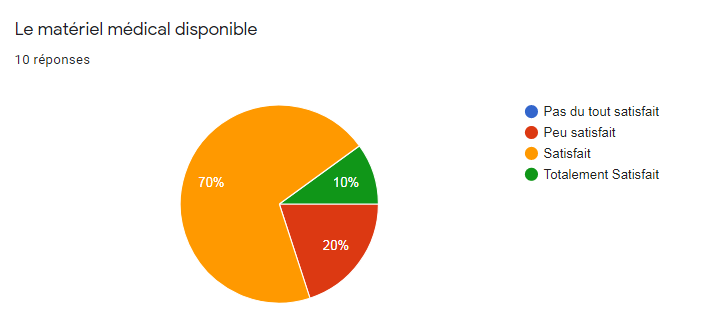 Le matériel médical disponible
10 réponses
Pas du tout satisfait
Peu satisfait
Satisfait
Totalement Satisfait
70%
10%
20%